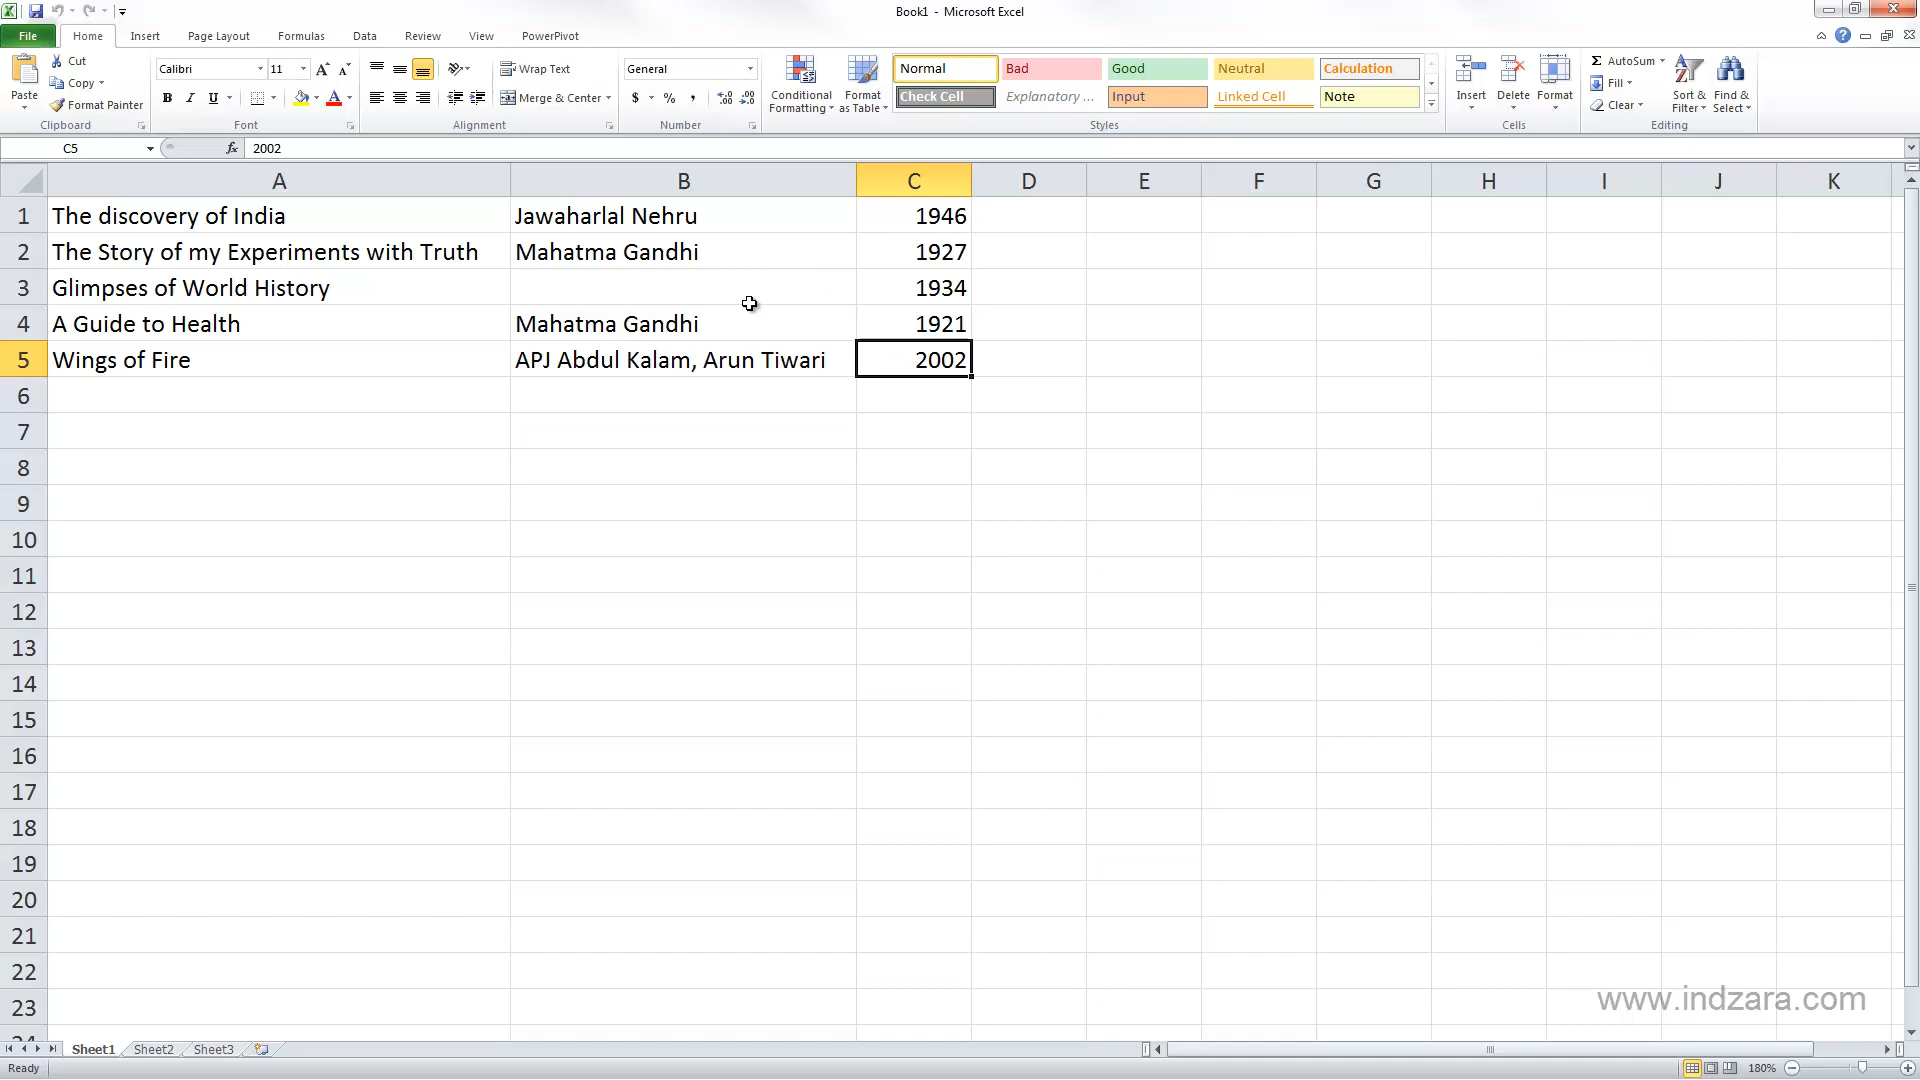 Book1 - Microsoft Excel
File Home Insert Page Layout Formulas Data Review View PowerPivot
Paste Cut Copy Format Painter
Clipboard
Calibri 11 A A
B I U A
Font
Wrap Text
Merge & Center
Alignment
General
$ % , .0 .00 .00 .0
Number
Conditional Formatting Format as Table
Normal Bad Good Neutral Calculation
Check Cell Explanatory ... Input Linked Cell Note
Styles
Insert Delete Format
Cells
Σ AutoSum
Fill
Clear
Sort & Filter Find & Select
Editing
C5 fx 2002
A B C D E F G H I J K
1 The discovery of India Jawaharlal Nehru 1946
2 The Story of my Experiments with Truth Mahatma Gandhi 1927
3 Glimpses of World History 1934
4 A Guide to Health Mahatma Gandhi 1921
5 Wings of Fire APJ Abdul Kalam, Arun Tiwari 2002
6
7
8
9
10
11
12
13
14
15
16
17
18
19
20
21
22
23
24
www.indzara.com
Sheet1 Sheet2 Sheet3
Ready 180%